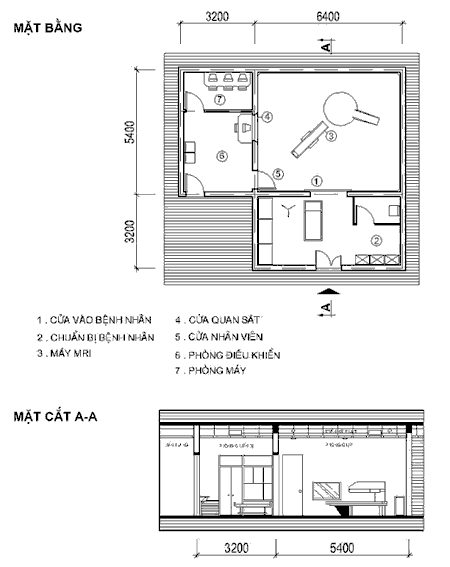 3200 6400
MẶT BẰNG
A
7
4
5400
3
6
5
1
3200
2
A
1 . CỬA VÀO BỆNH NHÂN
2 . CHUẨN BỊ BỆNH NHÂN
3 . MÁY MRI
4 . CỬA QUAN SÁT
5 . CỬA NHÂN VIÊN
6 . PHÒNG ĐIỀU KHIỂN
7 . PHÒNG MÁY
MẶT CẮT A-A
3200 5400